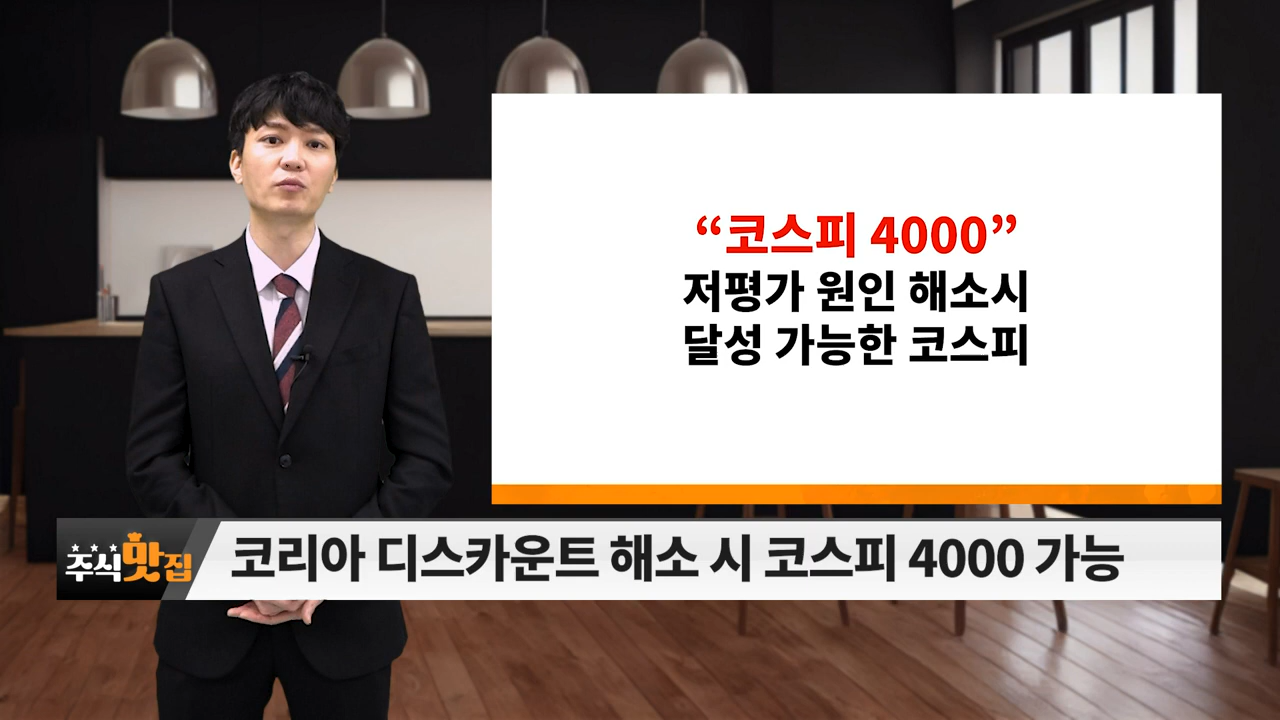 “코스피 4000”
저평가 원인 해소시
달성 가능한 코스피
주식맛집
코리아 디스카운트 해소 시 코스피 4000 가능